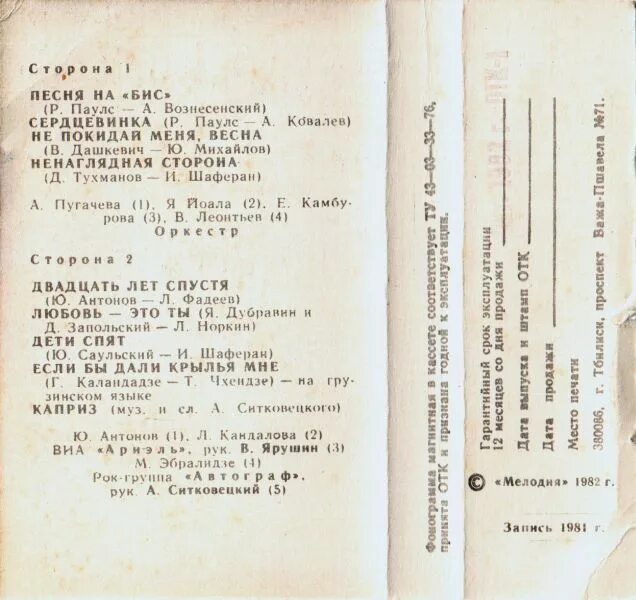 Сторона 1
ПЕСНЯ НА «БИС»
(Р. Паулс — А. Вознесенский)
СЕРДЦЕВИНКА (Р. Паулс — А. Ковалев)
НЕ ПОКИДАЙ МЕНЯ, ВЕСНА
(В. Дашкевич — Ю. Михайлов)
НЕНАГЛЯДНАЯ СТОРОНА
(Д. Тухманов — И. Шаферан)
А. Пугачева (1), Я Йоала (2), Е. Камбу-
рова (3), В. Леонтьев (4)
Оркестр
Сторона 2
ДВАДЦАТЬ ЛЕТ СПУСТЯ
(Ю. Антонов — Л. Фадеев)
ЛЮБОВЬ — ЭТО ТЫ (Я. Дубравин и
Д. Запольский — Л. Норкин)
ДЕТИ СПЯТ
(Ю. Саульский — И. Шаферан)
ЕСЛИ БЫ ДАЛИ КРЫЛЬЯ МНЕ
(Г. Каландадзе — Т. Чхендзе) — на гру-
зинском языке
КАПРИЗ (муз. и сл. А. Ситковецкого)
Ю. Антонов (1), Л. Кандалова (2)
ВИА «Ариэль», рук. В. Ярушин (3)
М. Эбралидзе (4)
Рок-группа «Автограф»,
рук. А. Ситковецкий (5)
Фонограмма магнитная в кассете соответствует ТУ 43—03—33—76,
принята ОТК и признана годной к эксплуатации.
Гарантийный срок эксплуатации
12 месяцев со дня продажи
Дата выпуска и штамп ОТК
Дата продажи
Место печати
380086, г. Тбилиси, проспект Важа-Пшавела №71.
© «Мелодия» 1982 г.
Запись 1981 г.